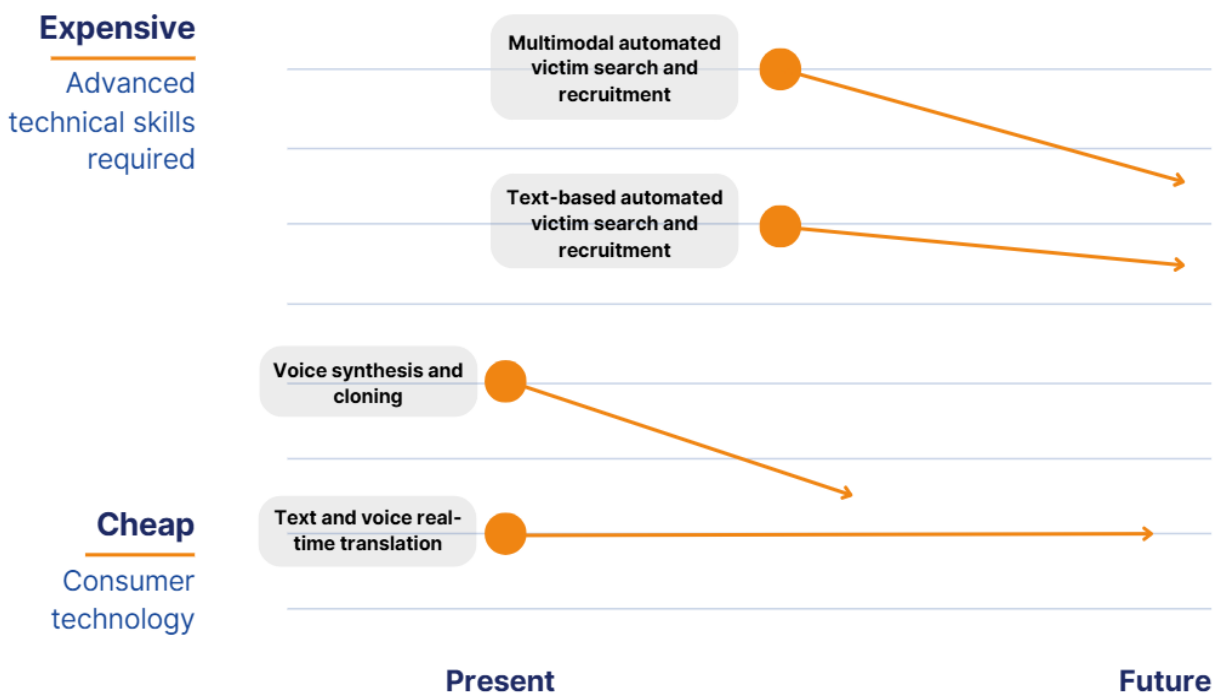 Expensive
Advanced
technical skills
required
Multimodal automated
victim search and
recruitment
Text-based automated
victim search and
recruitment
Voice synthesis and
cloning
Cheap
Consumer
technology
Text and voice real-
time translation
Present
Future